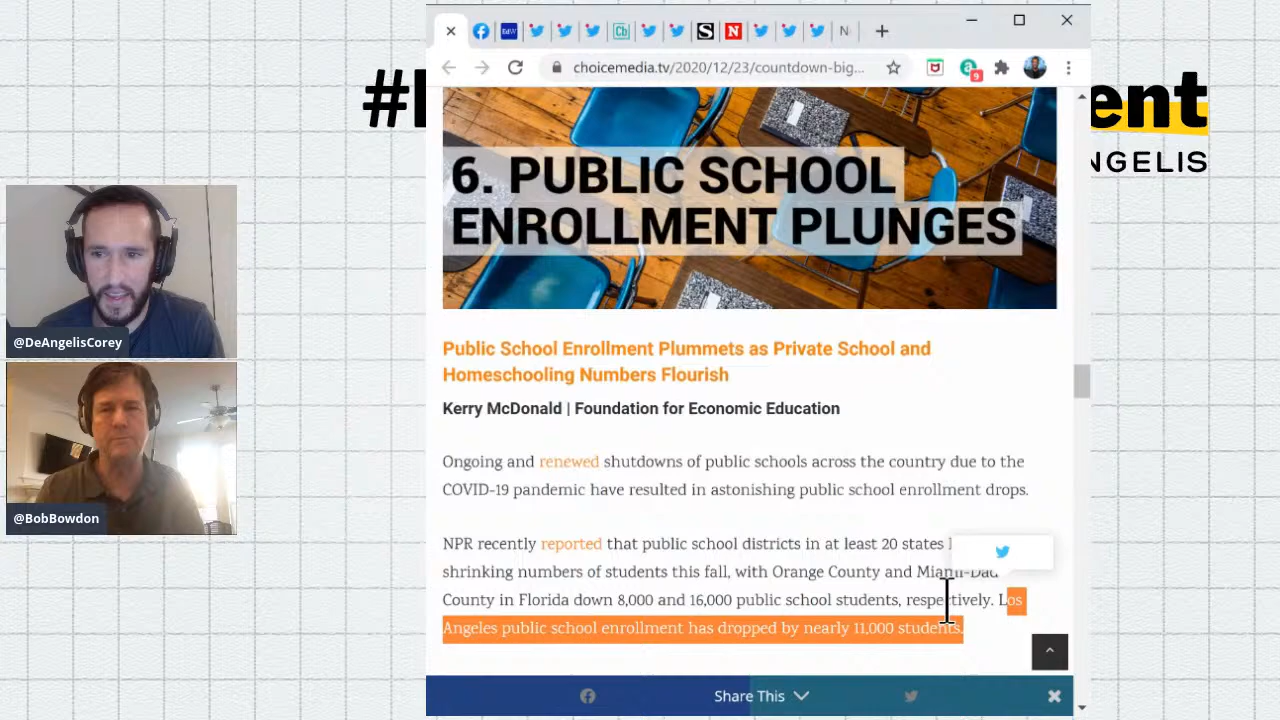 choicemedia.tv/2020/12/23/countdown-big...
9
ent
NGELIS
6. PUBLIC SCHOOL
ENROLLMENT PLUNGES
@DeAngelisCorey
@BobBowdon
Public School Enrollment Plummets as Private School and
Homeschooling Numbers Flourish
Kerry McDonald | Foundation for Economic Education
Ongoing and renewed shutdowns of public schools across the country due to the
COVID-19 pandemic have resulted in astonishing public school enrollment drops.
NPR recently reported that public school districts in at least 20 states
shrinking numbers of students this fall, with Orange County and Miami-Dad
County in Florida down 8,000 and 16,000 public school students, respectively. Los
Angeles public school enrollment has dropped by nearly 11,000 students.
Share This